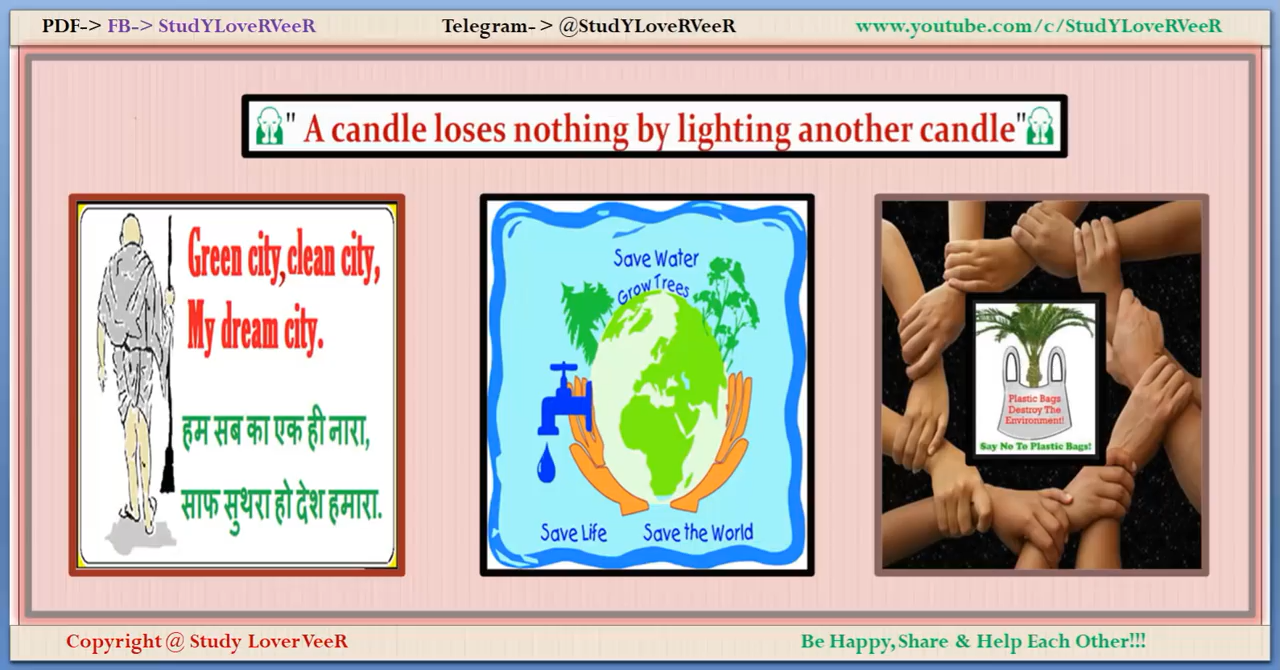 PDF-> FB-> StudYLoveRVeeR
Telegram- > @StudYLoveRVeeR
www.youtube.com/c/StudYLoveRVeeR
" A candle loses nothing by lighting another candle"
Green city,clean city,
My dream city.
हम सब का एक ही नारा,
साफ सुथरा हो देश हमारा.
Save Water
Grow Trees
Save Life
Save the World
Plastic Bags
Destroy The
Environment!
Say No To Plastic Bags!
Copyright @ Study LoverVeeR
Be Happy,Share & Help Each Other!!!